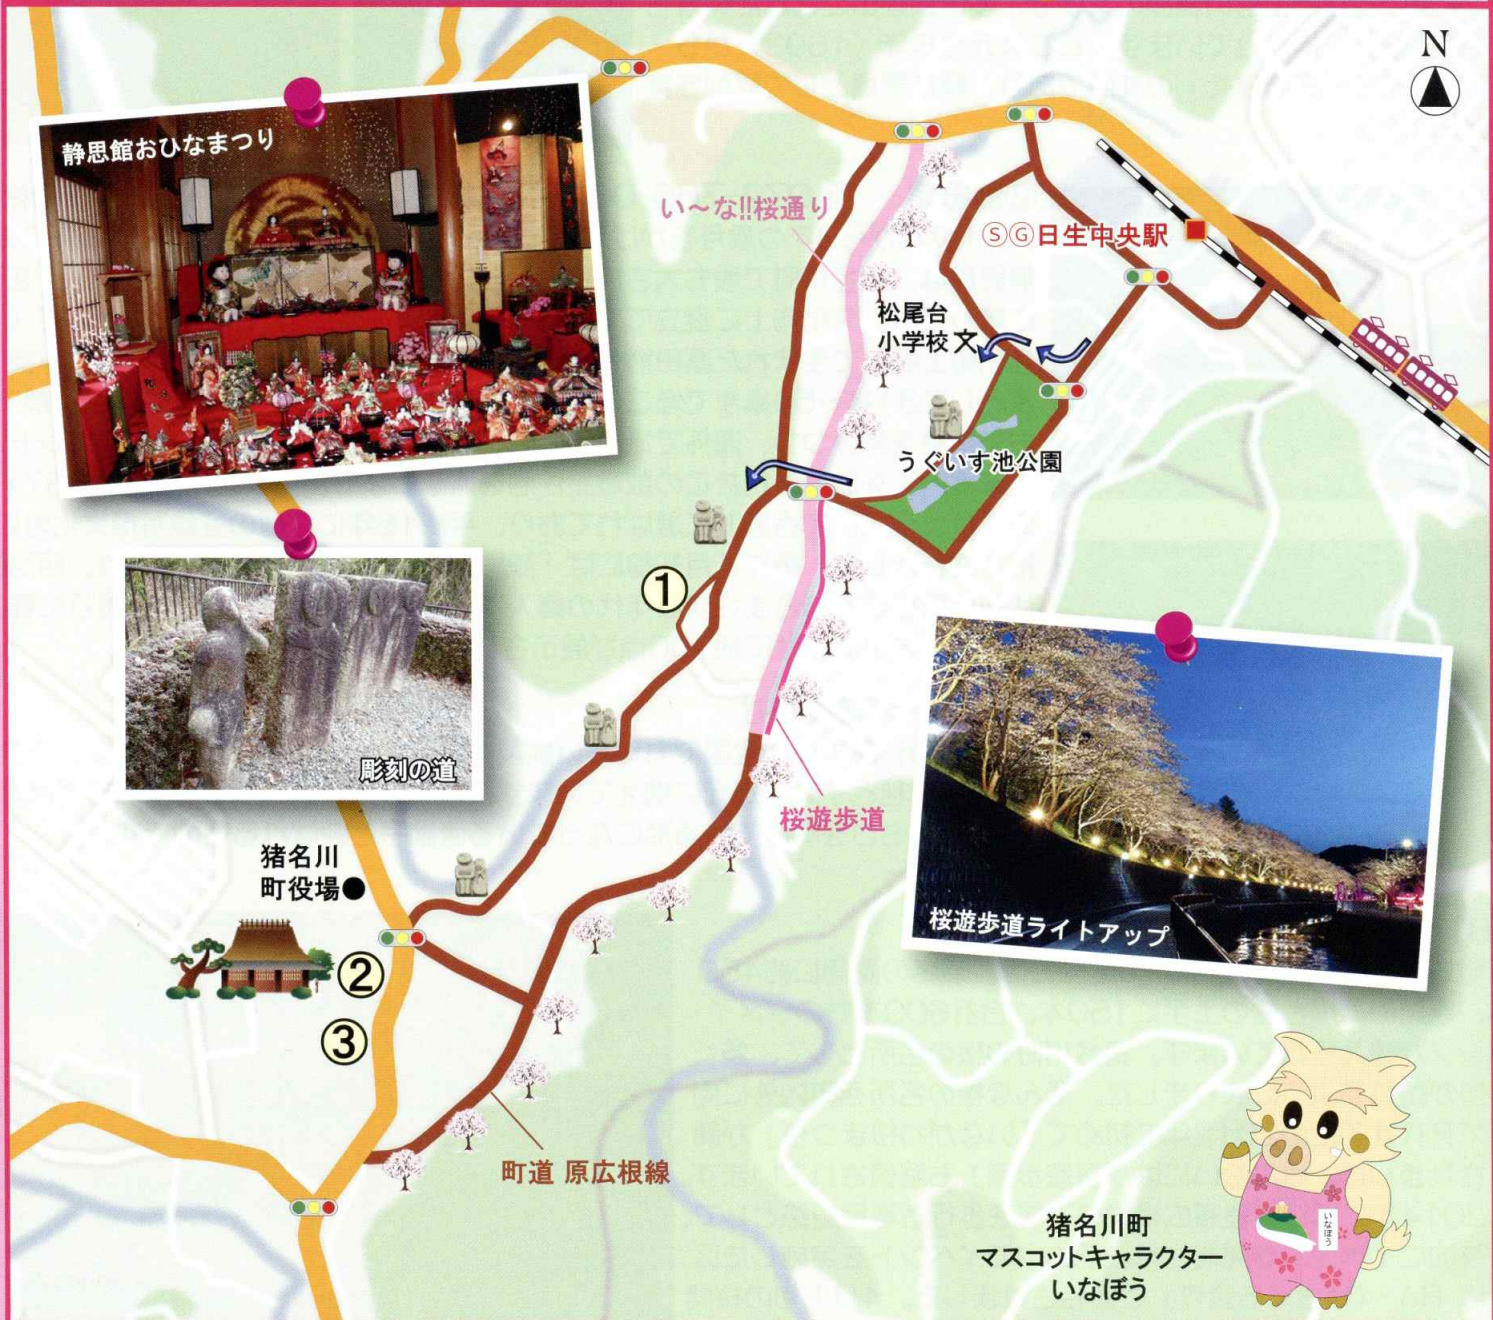 N
静思館おひなまつり
い〜な!!桜通り
ⓈⒼ日生中央駅
松尾台
小学校 文
うぐいす池公園
①
彫刻の道
桜遊歩道
猪名川
町役場●
②
③
桜遊歩道ライトアップ
町道 原広根線
いなぼう
猪名川町
マスコットキャラクター
いなぼう